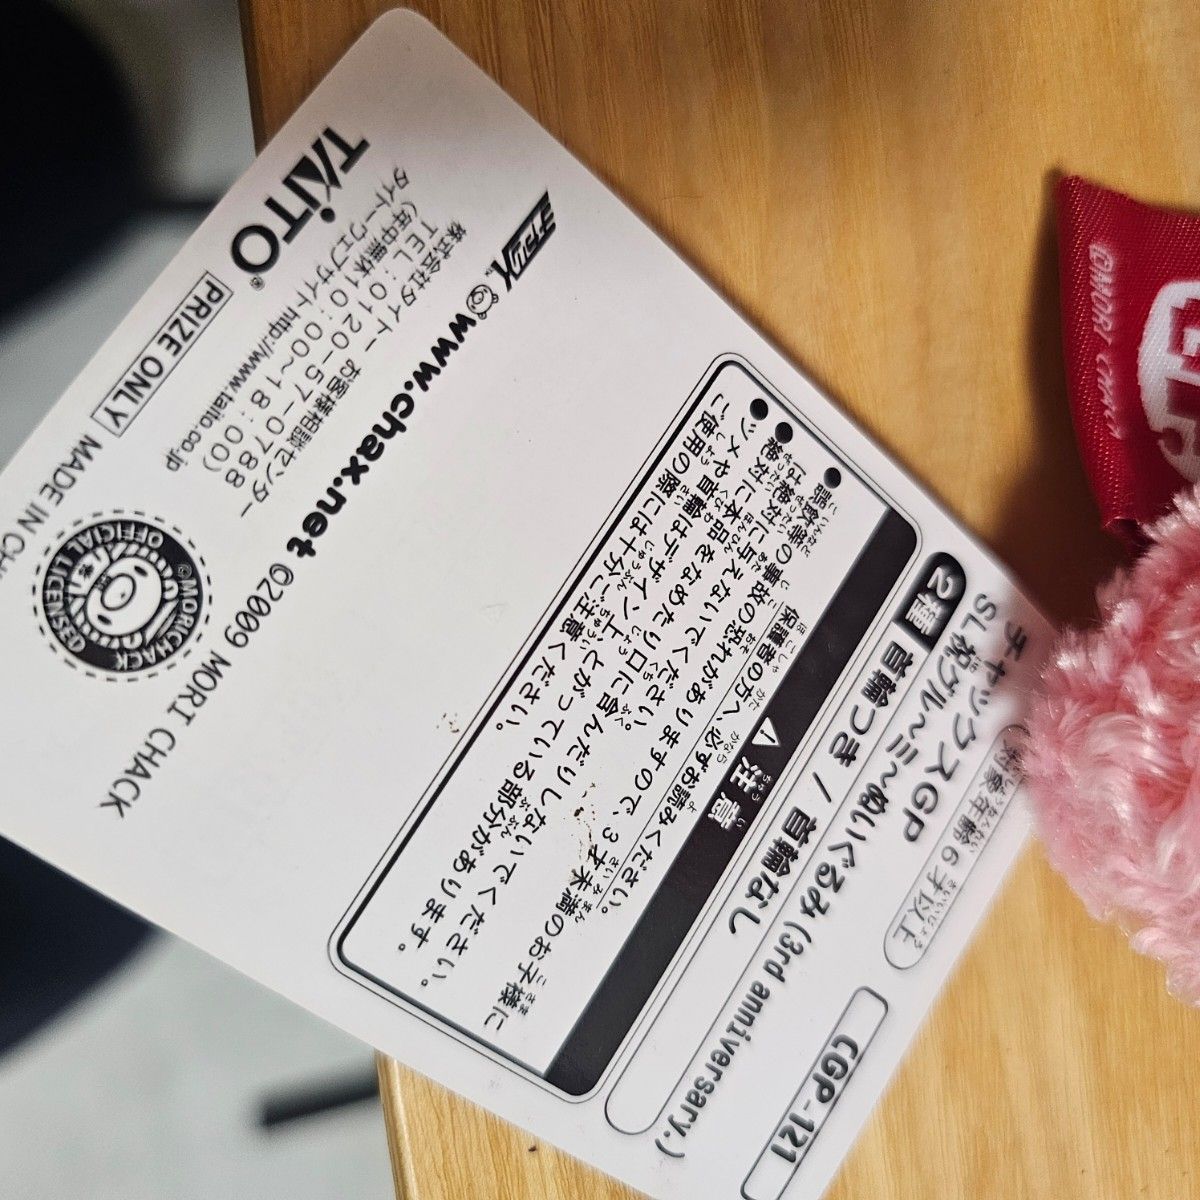 チャックスGP
SL祝グル～ミ～ぬいぐるみ(3rd anniversary.)
CGP-121
2種 首輪つき / 首輪なし
(対象年齢6才以上
⚠ 注意
保護者の方へ、必ずお読みください。
●誤飲等の事故の恐れがありますので、3才未満のお子様に
は絶対に与えないでください。
●絶対に本品をなめたり口に含んだりしないでください。
●ツメや首輪はデザイン上、とがっている部分があります。
ご使用の際には十分ご注意ください。
www.chax.net ©2009 MORI CHACK
株式会社タイトー お客様相談センター
TEL:0120-57-0788
(年中無休10:00～18:00)
タイトーウェブサイト http://www.taito.co.jp
TAITO®
PRIZE ONLY
MADE IN
©MORI CHACK
OFFICIAL LICENSED
©MORI CHACK